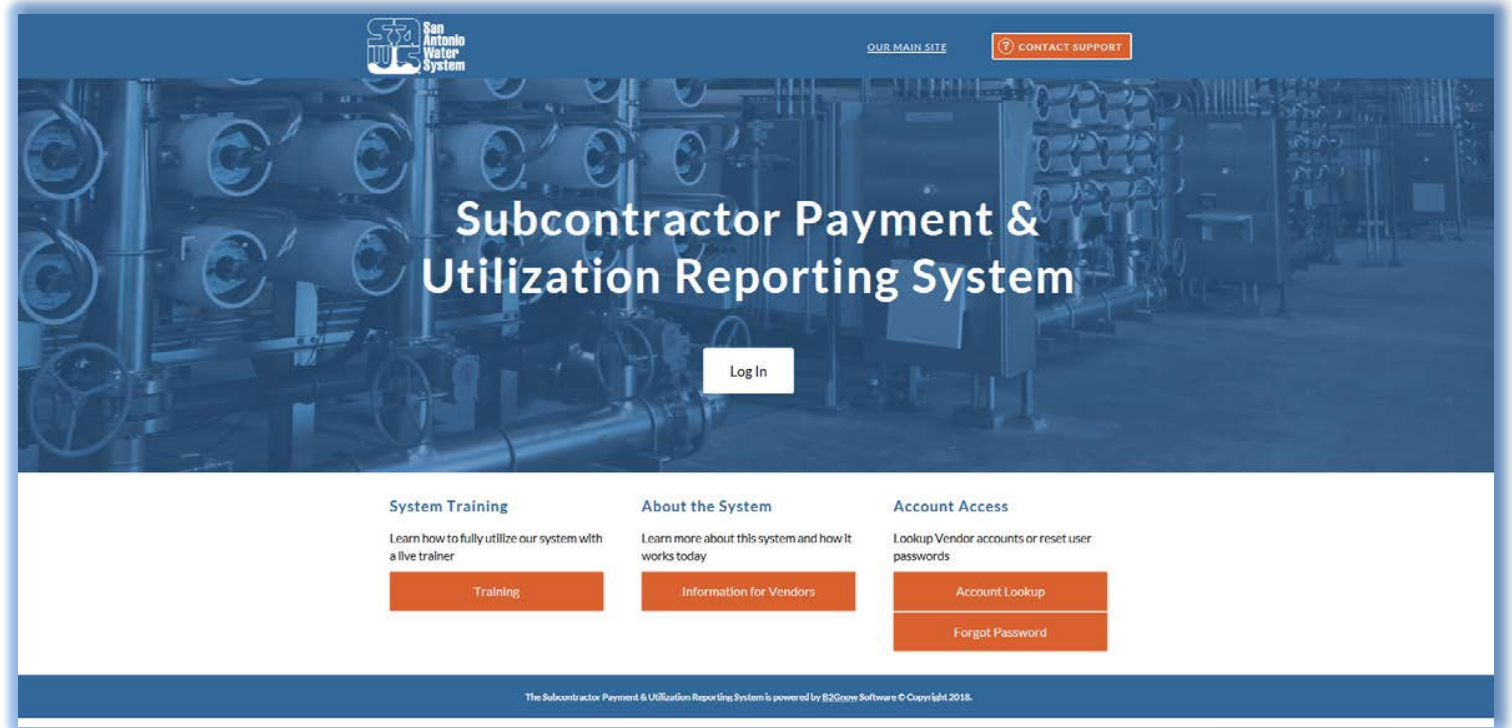 San
Antonio
Water
System
OUR MAIN SITE
? CONTACT SUPPORT
Subcontractor Payment &
Utilization Reporting System
Log In
System Training
Learn how to fully utilize our system with
a live trainer
Training
About the System
Learn more about this system and how it
works today
Information for Vendors
Account Access
Lookup Vendor accounts or reset user
passwords
Account Lookup
Forgot Password
The Subcontractor Payment & Utilization Reporting System is powered by B2Gnow Software © Copyright 2018.